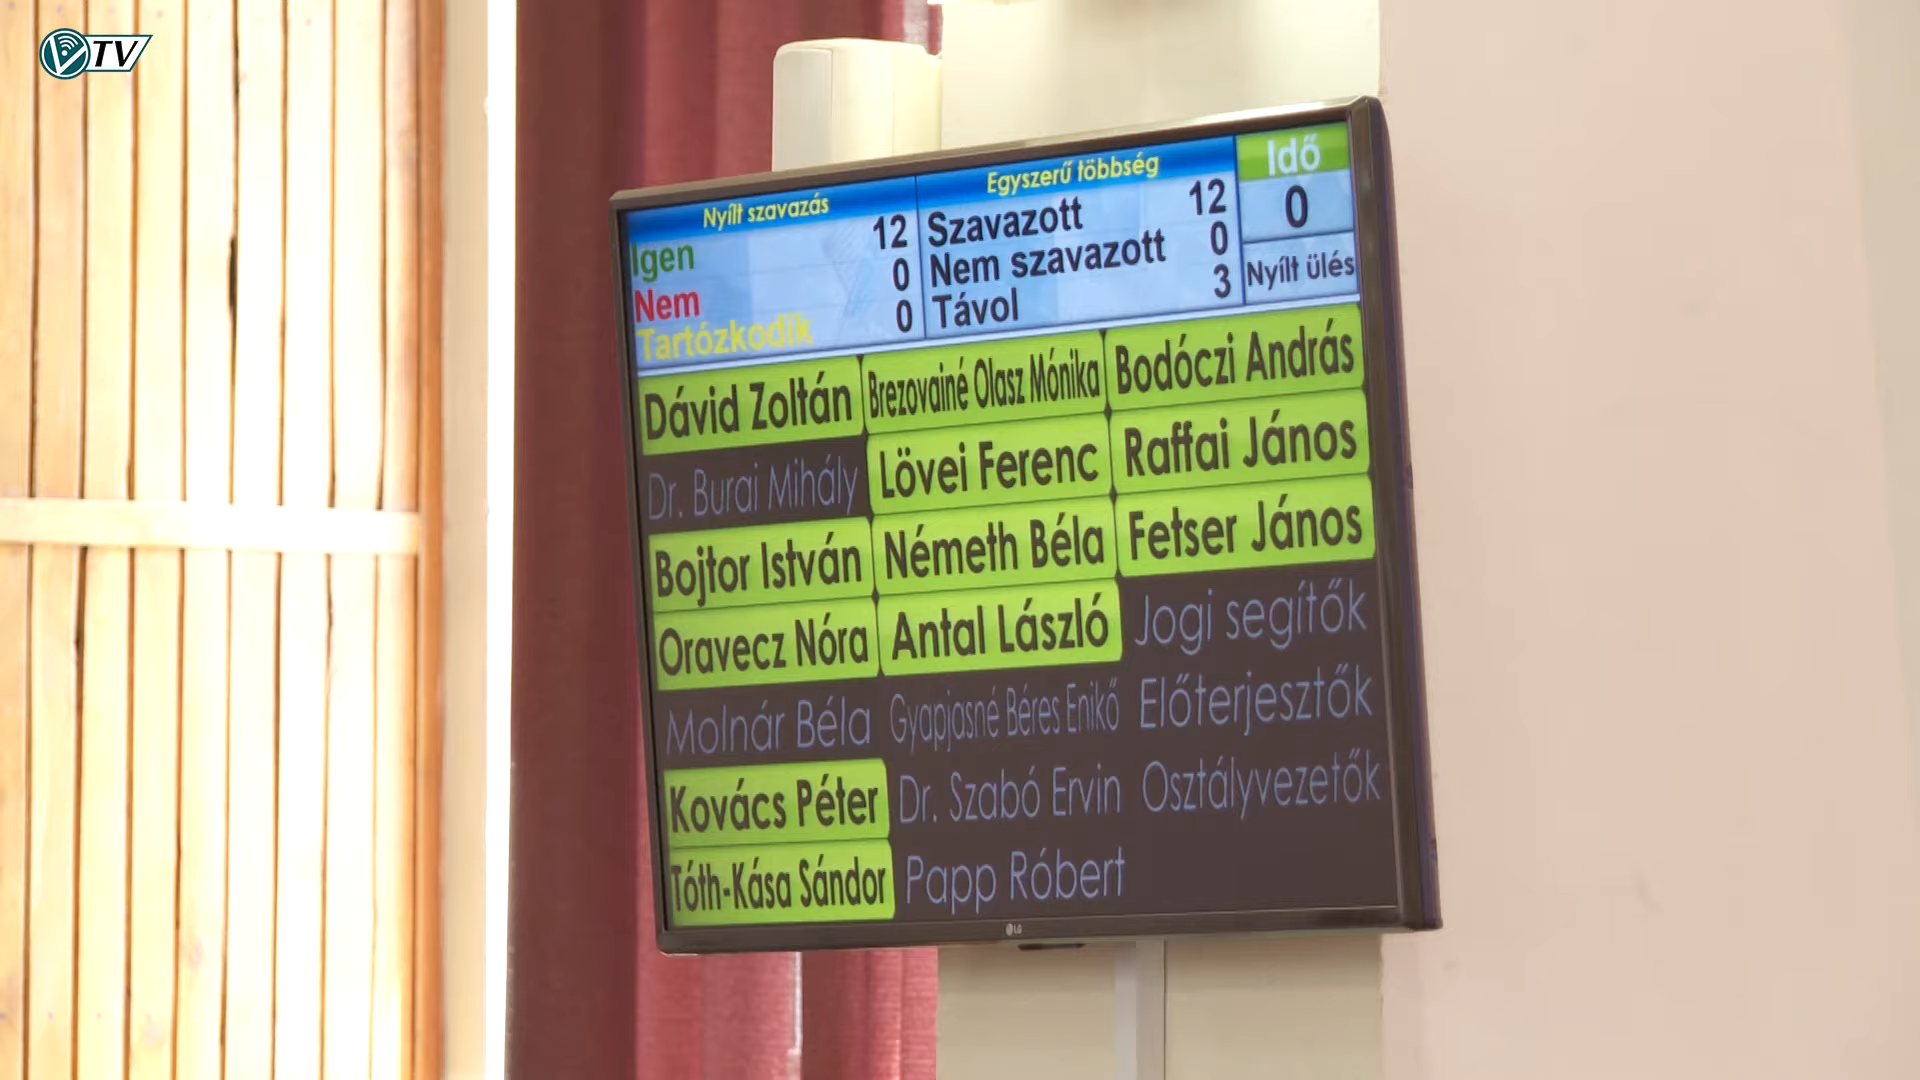 TV
Nyílt szavazás
Igen 12
Nem 0
Tartózkodik 0
Egyszerű többség
Szavazott 12
Nem szavazott 0
Távol 3
Idő
0
Nyílt ülés
Dávid Zoltán Brezovainé Olasz Mónika Bodóczi András
Dr. Burai Mihály Lövei Ferenc Raffai János
Bojtor István Németh Béla Fetser János
Oravecz Nóra Antal László Jogi segítők
Molnár Béla Gyapjasné Béres Enikő Előterjesztők
Kovács Péter Dr. Szabó Ervin Osztályvezetők
Tóth-Kása Sándor Papp Róbert
LG